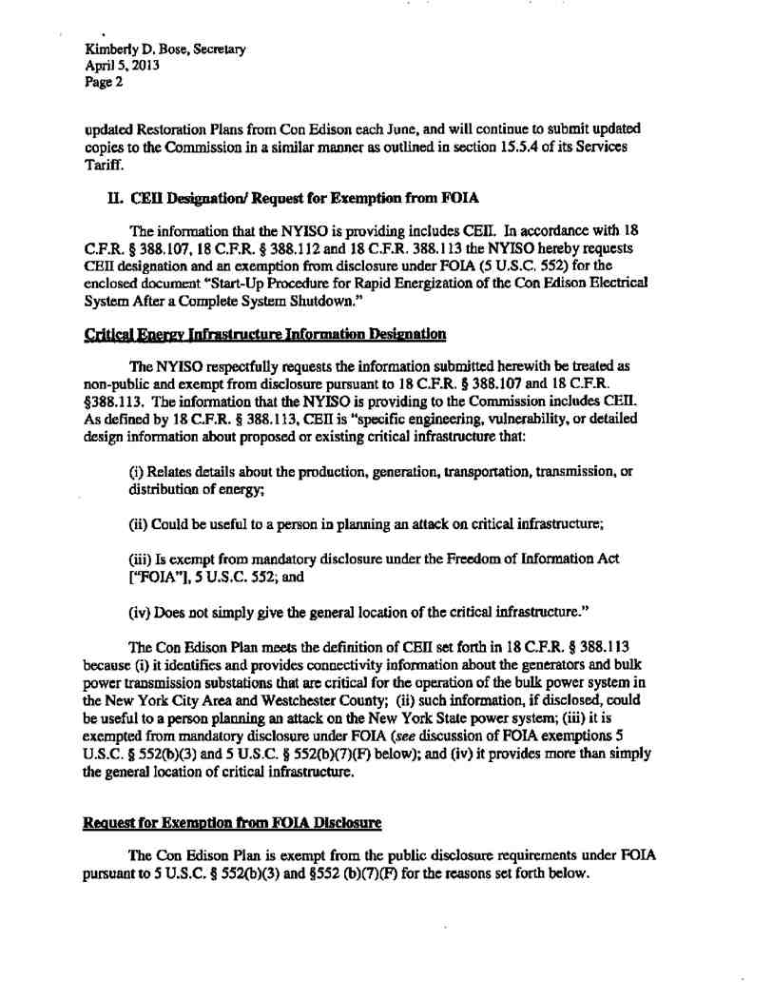 Kimberly D. Bose, Secretary
April 5, 2013
Page 2
updated Restoration Plans from Con Edison each June, and will continue to submit updated
copies to the Commission in a similar manner as outlined in section 15.5.4 of its Services
Tariff.
II. CEII Designation/ Request for Exemption from FOIA
The information that the NYISO is providing includes CEII. In accordance with 18
C.F.R. § 388.107, 18 C.F.R. § 388.112 and 18 C.F.R. 388.113 the NYISO hereby requests
CEII designation and an exemption from disclosure under FOIA (5 U.S.C. 552) for the
enclosed document "Start-Up Procedure for Rapid Energization of the Con Edison Electrical
System After a Complete System Shutdown."
Critical Energy Infrastructure Information Designation
The NYISO respectfully requests the information submitted herewith be treated as
non-public and exempt from disclosure pursuant to 18 C.F.R. § 388.107 and 18 C.F.R.
§388.113. The information that the NYISO is providing to the Commission includes CEII.
As defined by 18 C.F.R. § 388.113, CEII is "specific engineering, vulnerability, or detailed
design information about proposed or existing critical infrastructure that:
(i) Relates details about the production, generation, transportation, transmission, or
distribution of energy;
(ii) Could be useful to a person in planning an attack on critical infrastructure;
(iii) Is exempt from mandatory disclosure under the Freedom of Information Act
["FOIA"], 5 U.S.C. 552; and
(iv) Does not simply give the general location of the critical infrastructure."
The Con Edison Plan meets the definition of CEII set forth in 18 C.F.R. § 388.113
because (i) it identifies and provides connectivity information about the generators and bulk
power transmission substations that are critical for the operation of the bulk power system in
the New York City Area and Westchester County; (ii) such information, if disclosed, could
be useful to a person planning an attack on the New York State power system; (iii) it is
exempted from mandatory disclosure under FOIA (see discussion of FOIA exemptions 5
U.S.C. § 552(b)(3) and 5 U.S.C. § 552(b)(7)(F) below); and (iv) it provides more than simply
the general location of critical infrastructure.
Request for Exemption from FOIA Disclosure
The Con Edison Plan is exempt from the public disclosure requirements under FOIA
pursuant to 5 U.S.C. § 552(b)(3) and §552 (b)(7)(F) for the reasons set forth below.